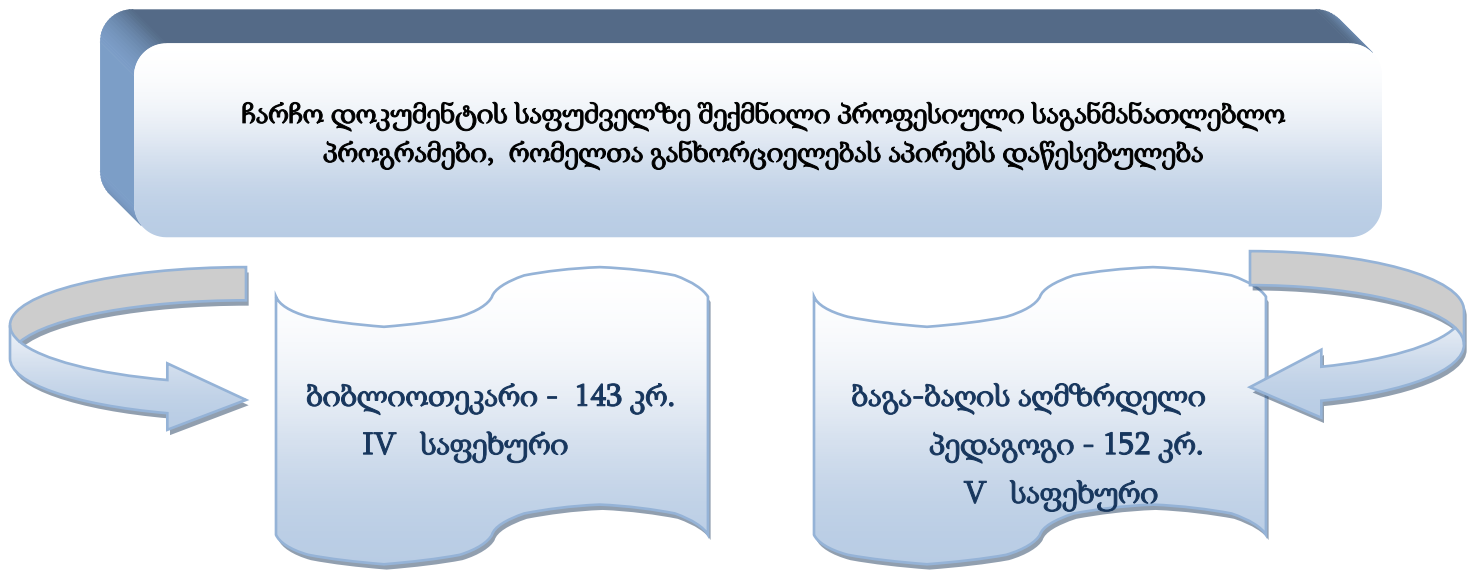 ჩარჩო დოკუმენტის საფუძველზე შექმნილი პროფესიული საგანმანათლებლო
პროგრამები, რომელთა განხორციელებას აპირებს დაწესებულება
ბიბლიოთეკარი - 143 კრ.
IV საფეხური
ბაგა-ბაღის აღმზრდელი
პედაგოგი - 152 კრ.
V საფეხური